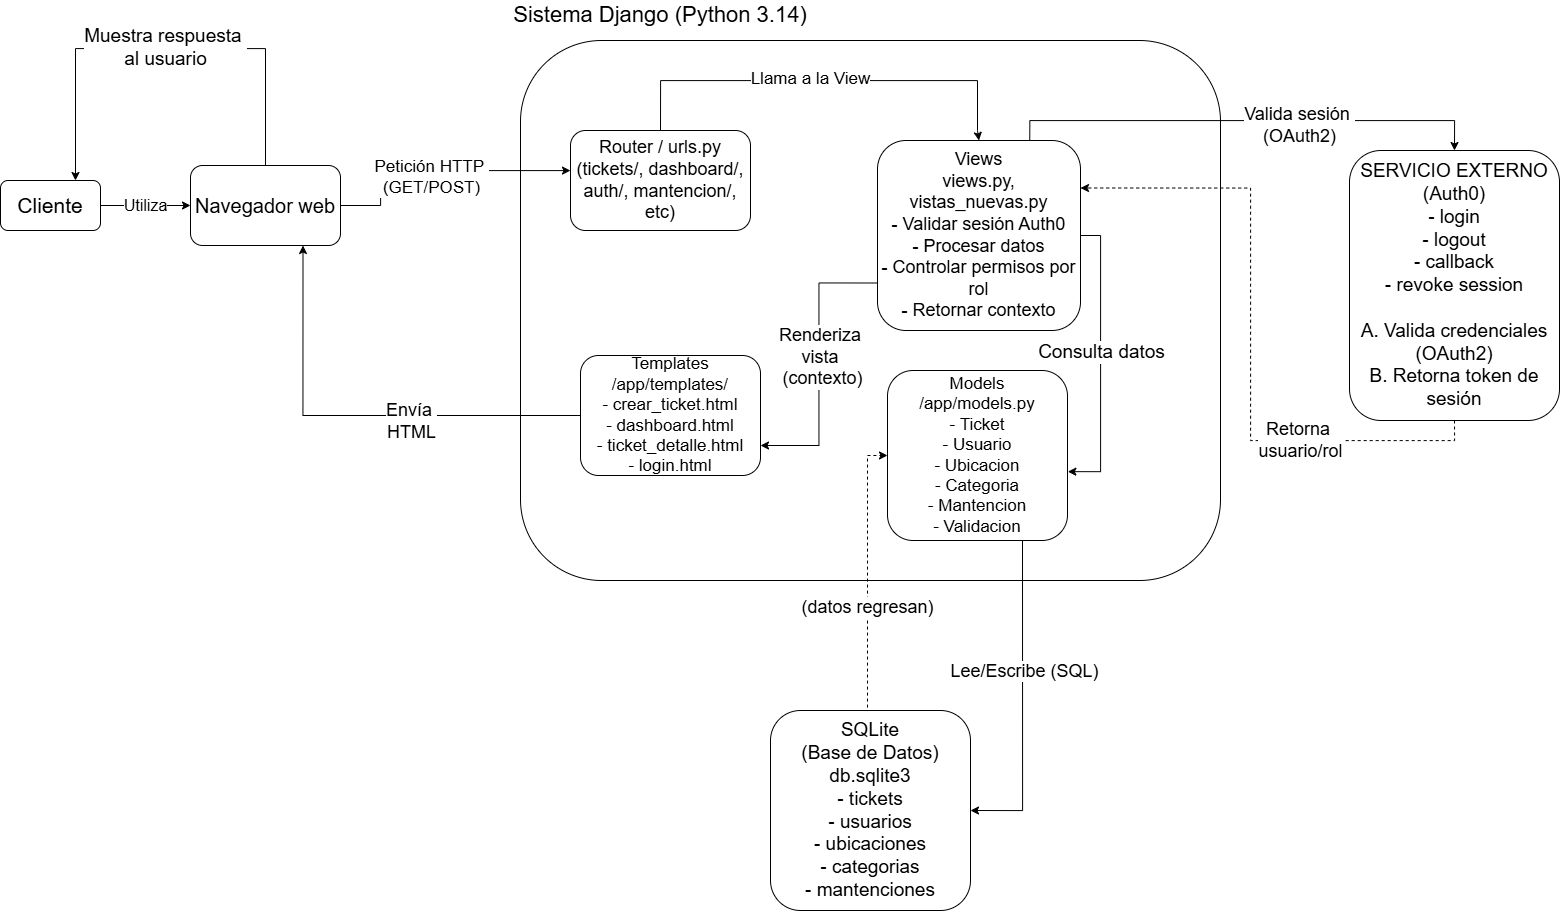 Sistema Django (Python 3.14)
Muestra respuesta
al usuario
Llama a la View
Valida sesión
(OAuth2)
Cliente
Utiliza
Navegador web
Petición HTTP
(GET/POST)
Router / urls.py
(tickets/, dashboard/,
auth/, mantencion/,
etc)
Views
views.py,
vistas_nuevas.py
- Validar sesión Auth0
- Procesar datos
- Controlar permisos por
rol
- Retornar contexto
SERVICIO EXTERNO
(Auth0)
- login
- logout
- callback
- revoke session
A. Valida credenciales
(OAuth2)
B. Retorna token de
sesión
Renderiza
vista
(contexto)
Consulta datos
Envía
HTML
Templates
/app/templates/
- crear_ticket.html
- dashboard.html
- ticket_detalle.html
- login.html
Models
/app/models.py
- Ticket
- Usuario
- Ubicacion
- Categoria
- Mantencion
- Validacion
Retorna
usuario/rol
(datos regresan)
Lee/Escribe (SQL)
SQLite
(Base de Datos)
db.sqlite3
- tickets
- usuarios
- ubicaciones
- categorias
- mantenciones